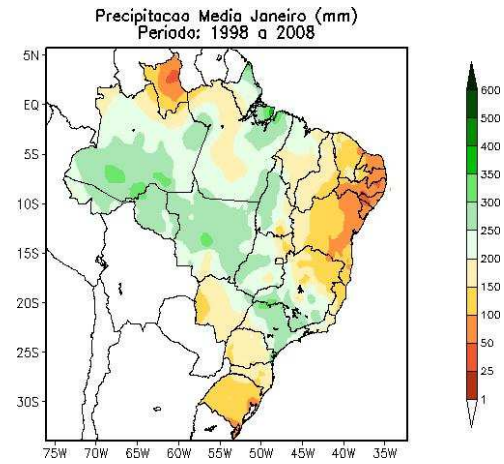 Precipitacao Media Janeiro (mm)
Periodo: 1998 a 2008
5N
EQ
5S
10S
15S
20S
25S
30S
75W 70W 65W 60W 55W 50W 45W 40W 35W
600
500
400
350
300
250
200
150
100
50
25
1